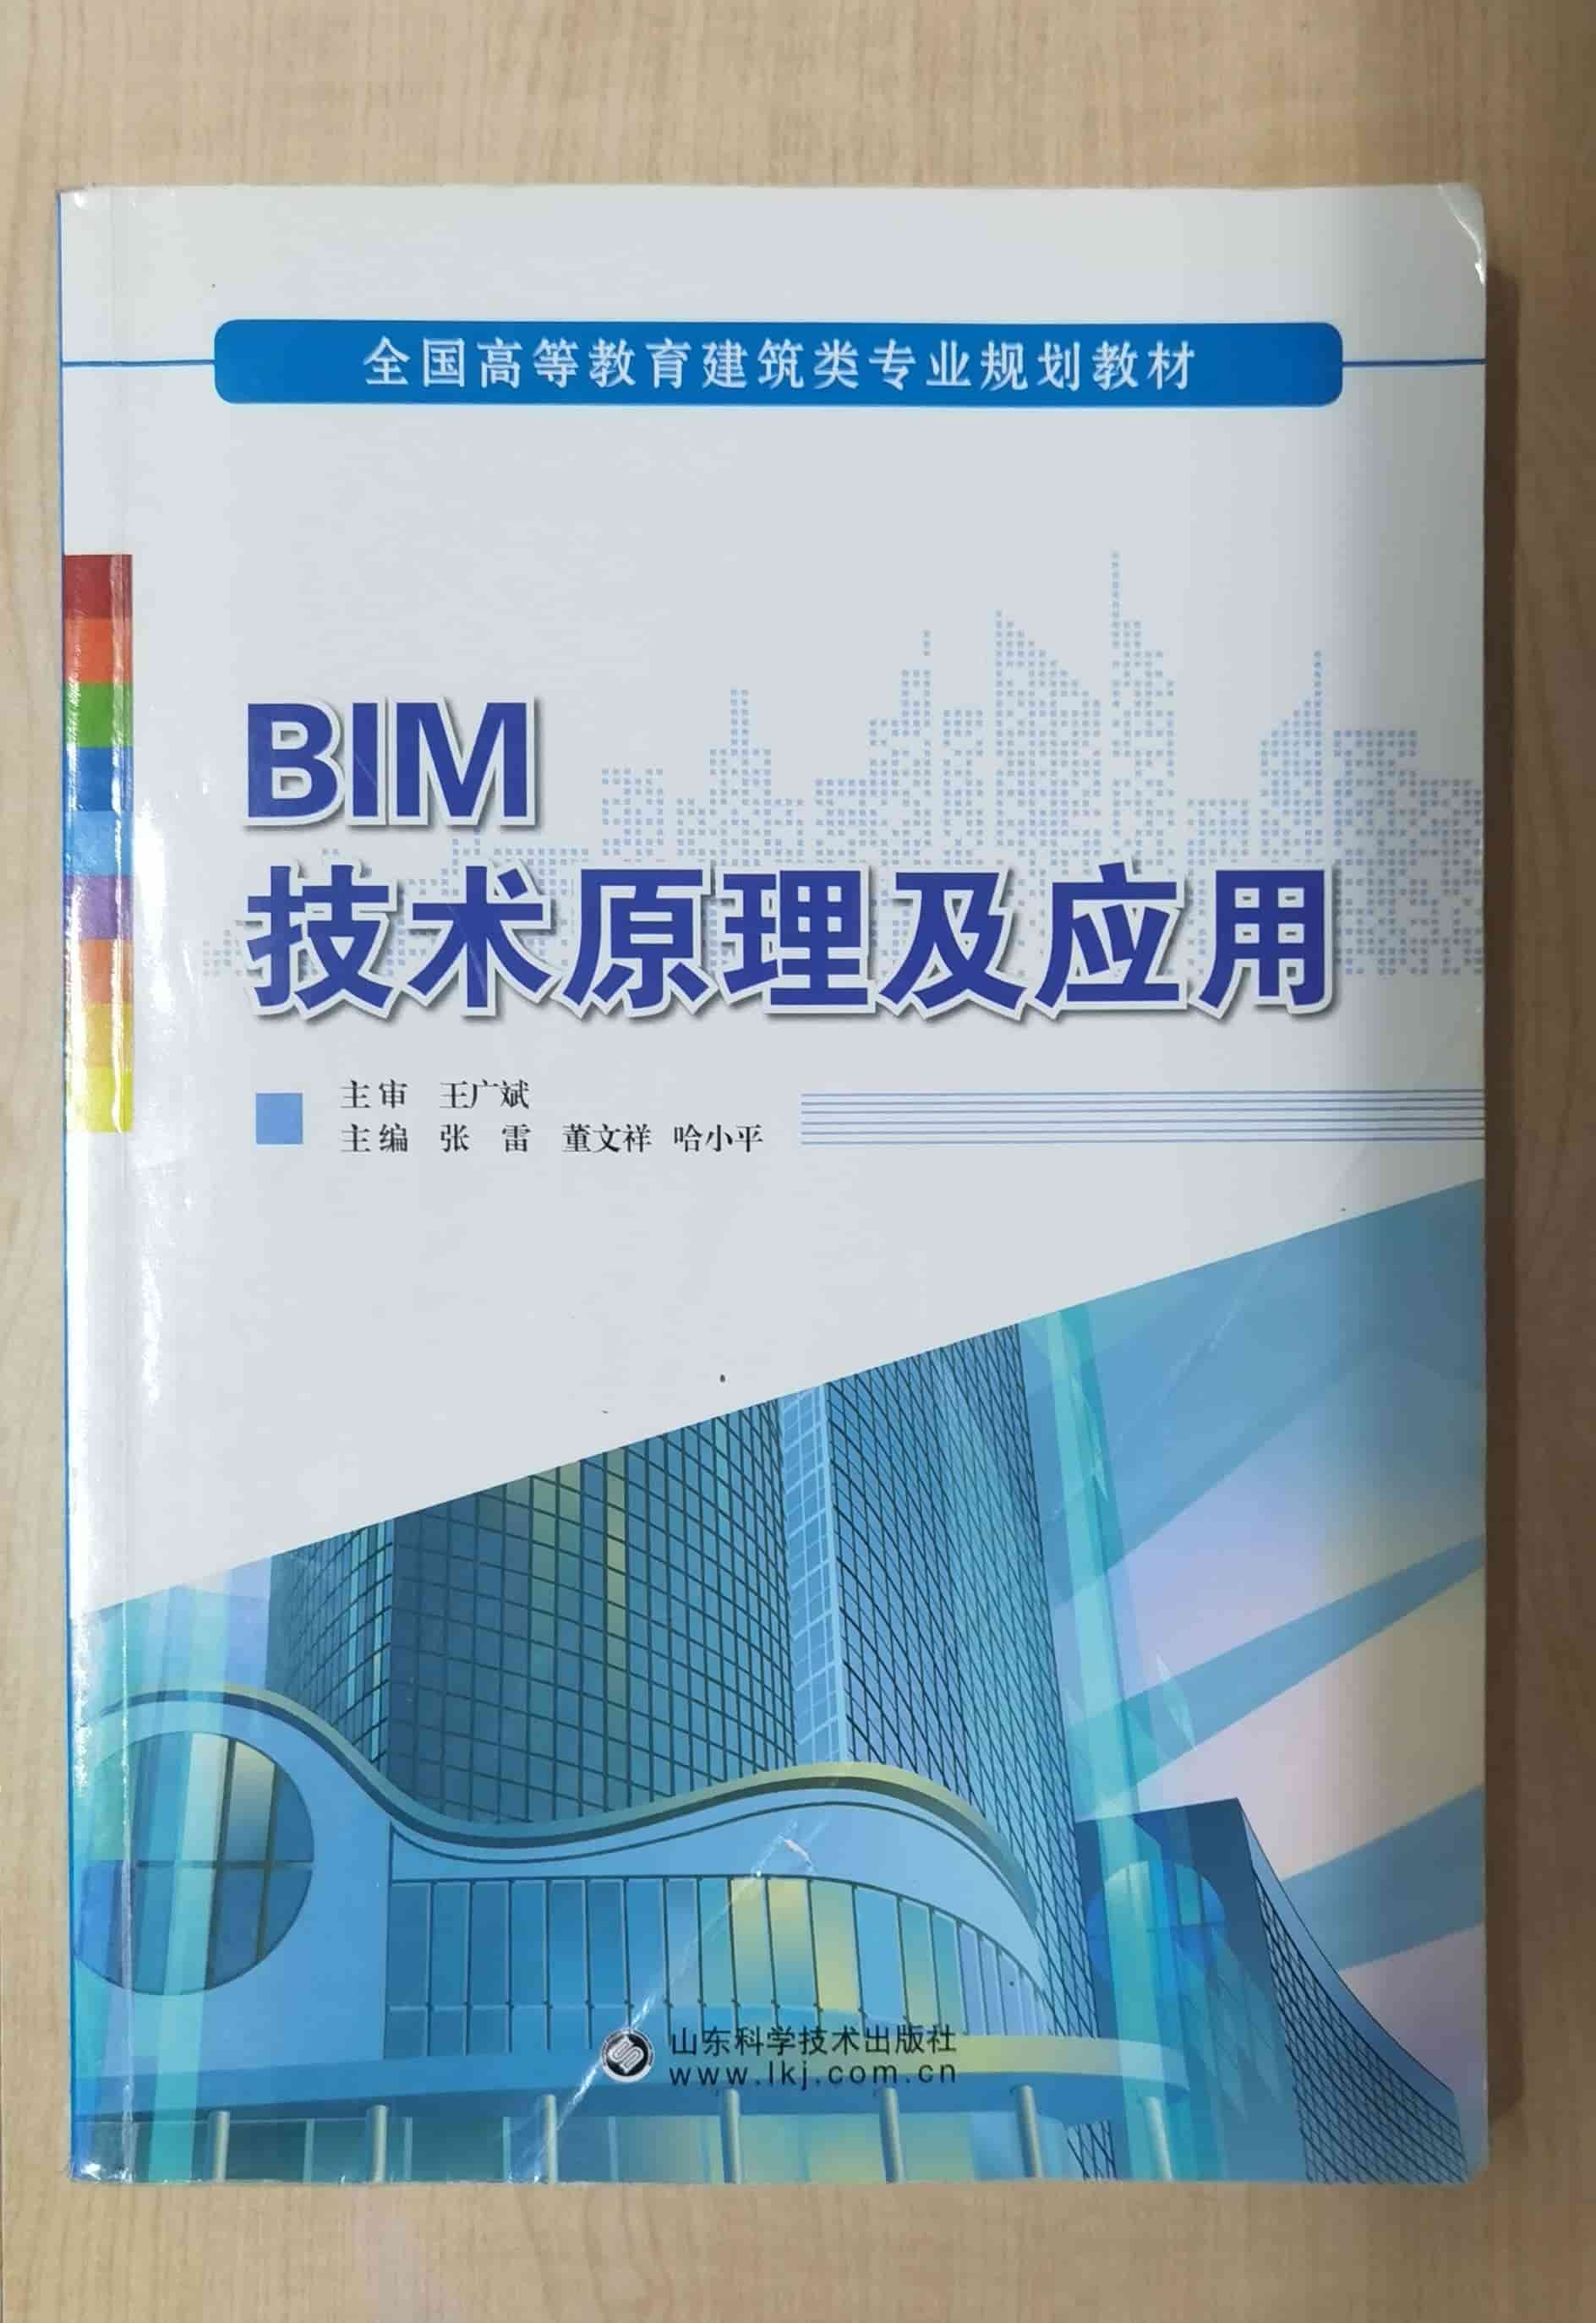 全国高等教育建筑类专业规划教材
BIM
技术原理及应用
主审 王广斌
主编 张 雷 董文祥 哈小平
山东科学技术出版社
www.lkj.com.cn